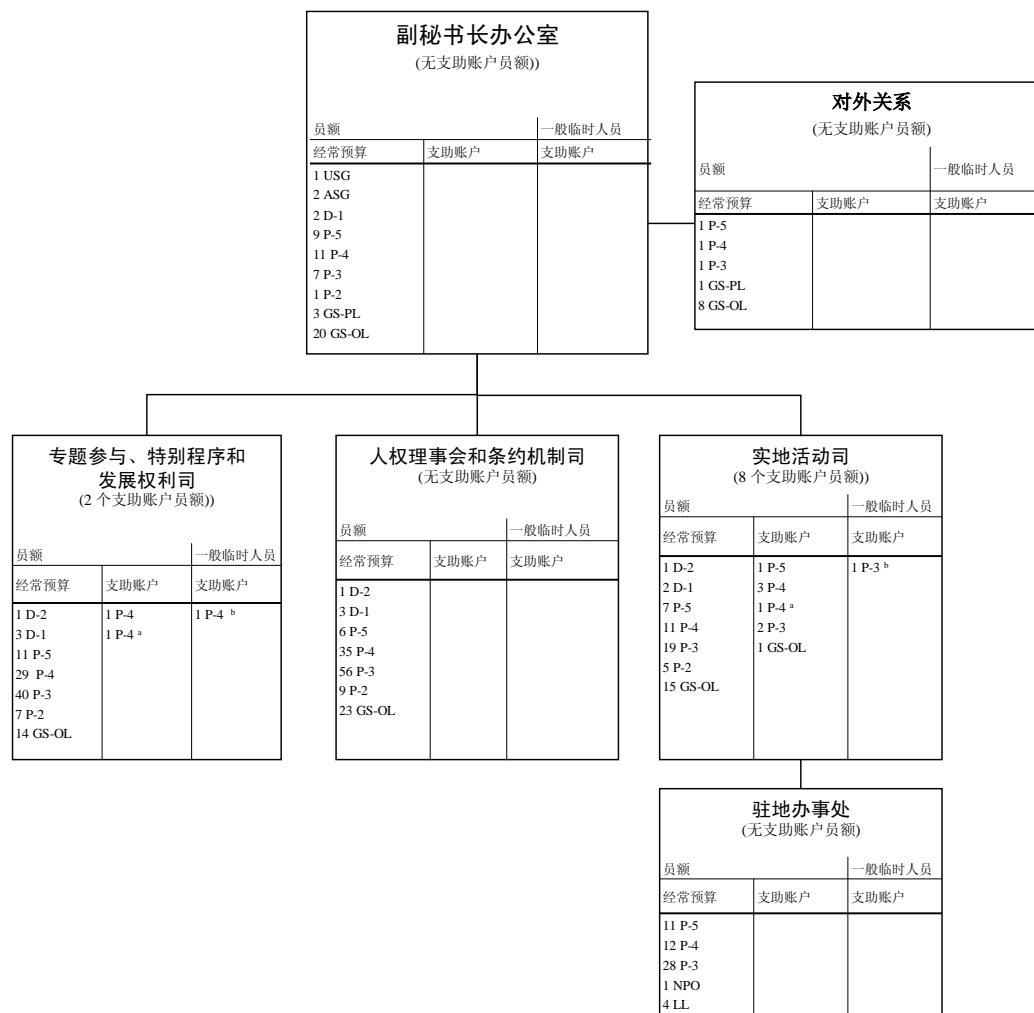 副秘书长办公室
(无支助账户员额))
员额 一般临时人员
经常预算 支助账户 支助账户
1 USG
2 ASG
2 D-1
9 P-5
11 P-4
7 P-3
1 P-2
3 GS-PL
20 GS-OL
对外关系
(无支助账户员额)
员额 一般临时人员
经常预算 支助账户 支助账户
1 P-5
1 P-4
1 P-3
1 GS-PL
8 GS-OL
专题参与、特别程序和
发展权利司
(2 个支助账户员额))
员额 一般临时人员
经常预算 支助账户 支助账户
1 D-2 1 P-4 1 P-4 b
3 D-1 1 P-4 a
11 P-5
29 P-4
40 P-3
7 P-2
14 GS-OL
人权理事会和条约机制司
(无支助账户员额)
员额 一般临时人员
经常预算 支助账户 支助账户
1 D-2
3 D-1
6 P-5
35 P-4
56 P-3
9 P-2
23 GS-OL
实地活动司
(8 个支助账户员额))
员额 一般临时人员
经常预算 支助账户 支助账户
1 D-2 1 P-5 1 P-3 b
2 D-1 3 P-4
7 P-5 1 P-4 a
11 P-4 2 P-3
19 P-3 1 GS-OL
5 P-2
15 GS-OL
驻地办事处
(无支助账户员额)
员额 一般临时人员
经常预算 支助账户 支助账户
11 P-5
12 P-4
28 P-3
1 NPO
4 LL